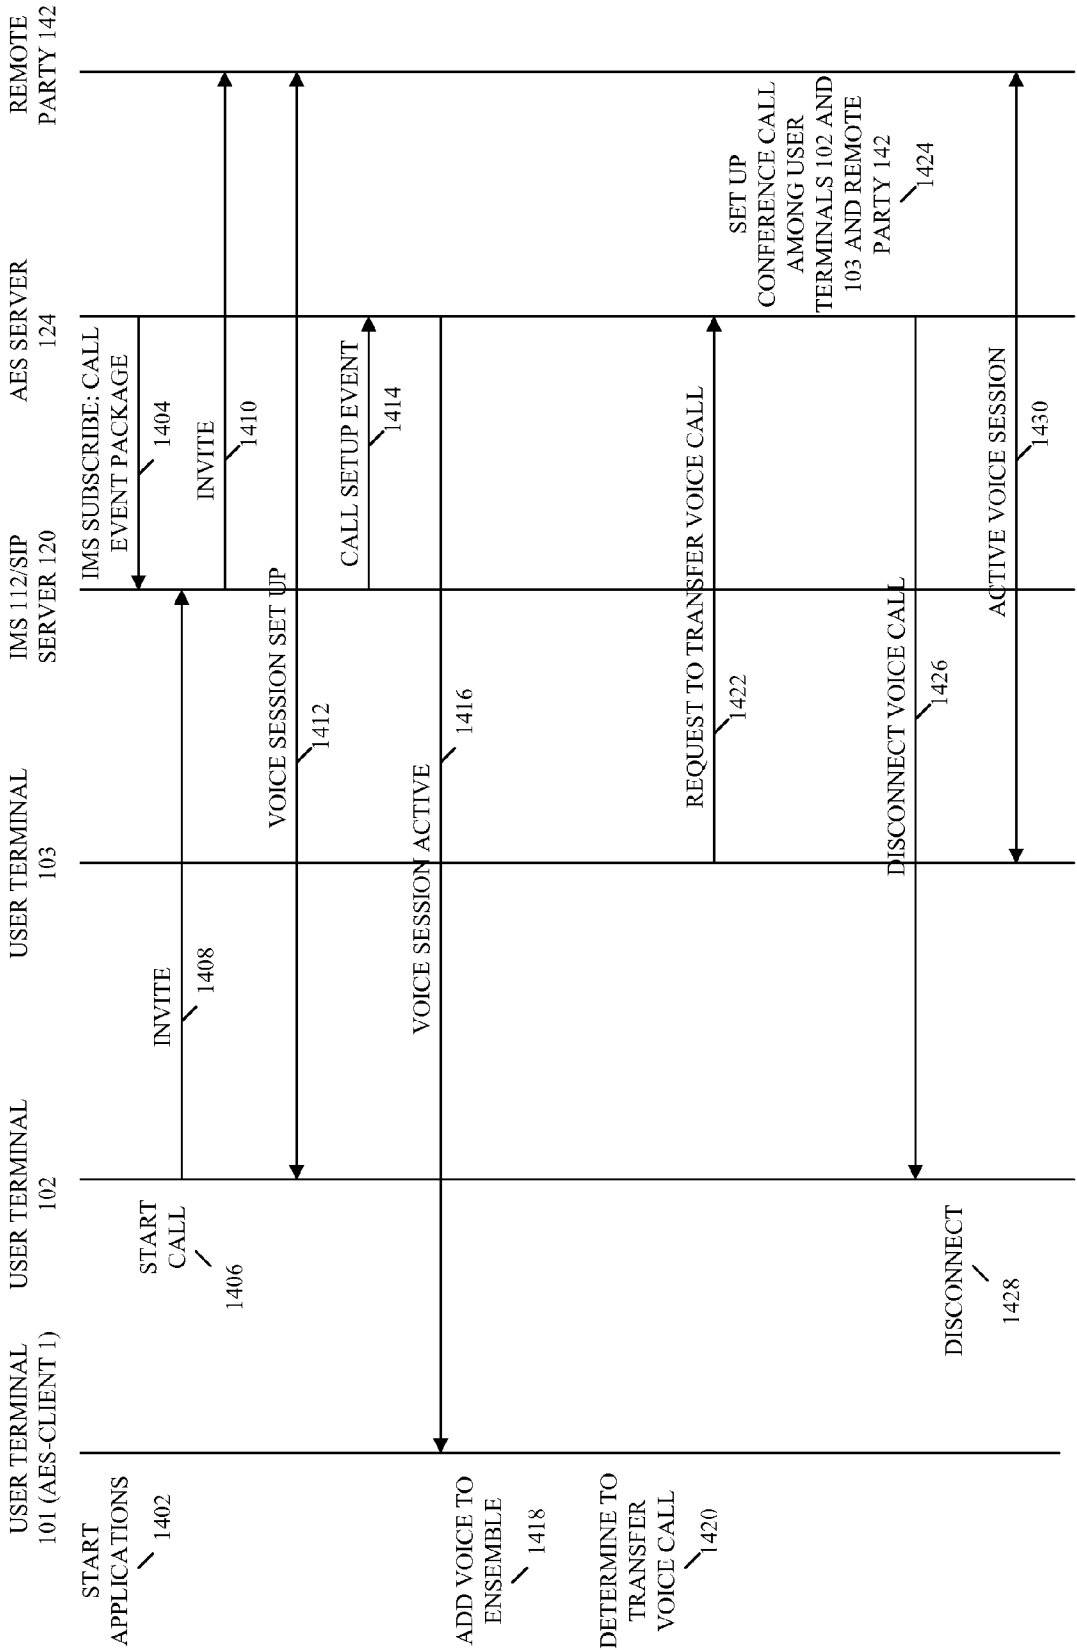 USER TERMINAL
101 (AES-CLIENT 1)
USER TERMINAL
102
USER TERMINAL
103
IMS 112/SIP
SERVER 120
AES SERVER
124
REMOTE
PARTY 142
START
APPLICATIONS
1402
IMS SUBSCRIBE: CALL
EVENT PACKAGE
1404
START
CALL
1406
INVITE
1408
INVITE
1410
VOICE SESSION SET UP
1412
CALL SETUP EVENT
1414
VOICE SESSION ACTIVE
1416
ADD VOICE TO
ENSEMBLE
1418
DETERMINE TO
TRANSFER
VOICE CALL
1420
REQUEST TO TRANSFER VOICE CALL
1422
SET UP
CONFERENCE CALL
AMONG USER
TERMINALS 102 AND
103 AND REMOTE
PARTY 142
1424
DISCONNECT VOICE CALL
1426
DISCONNECT
1428
ACTIVE VOICE SESSION
1430